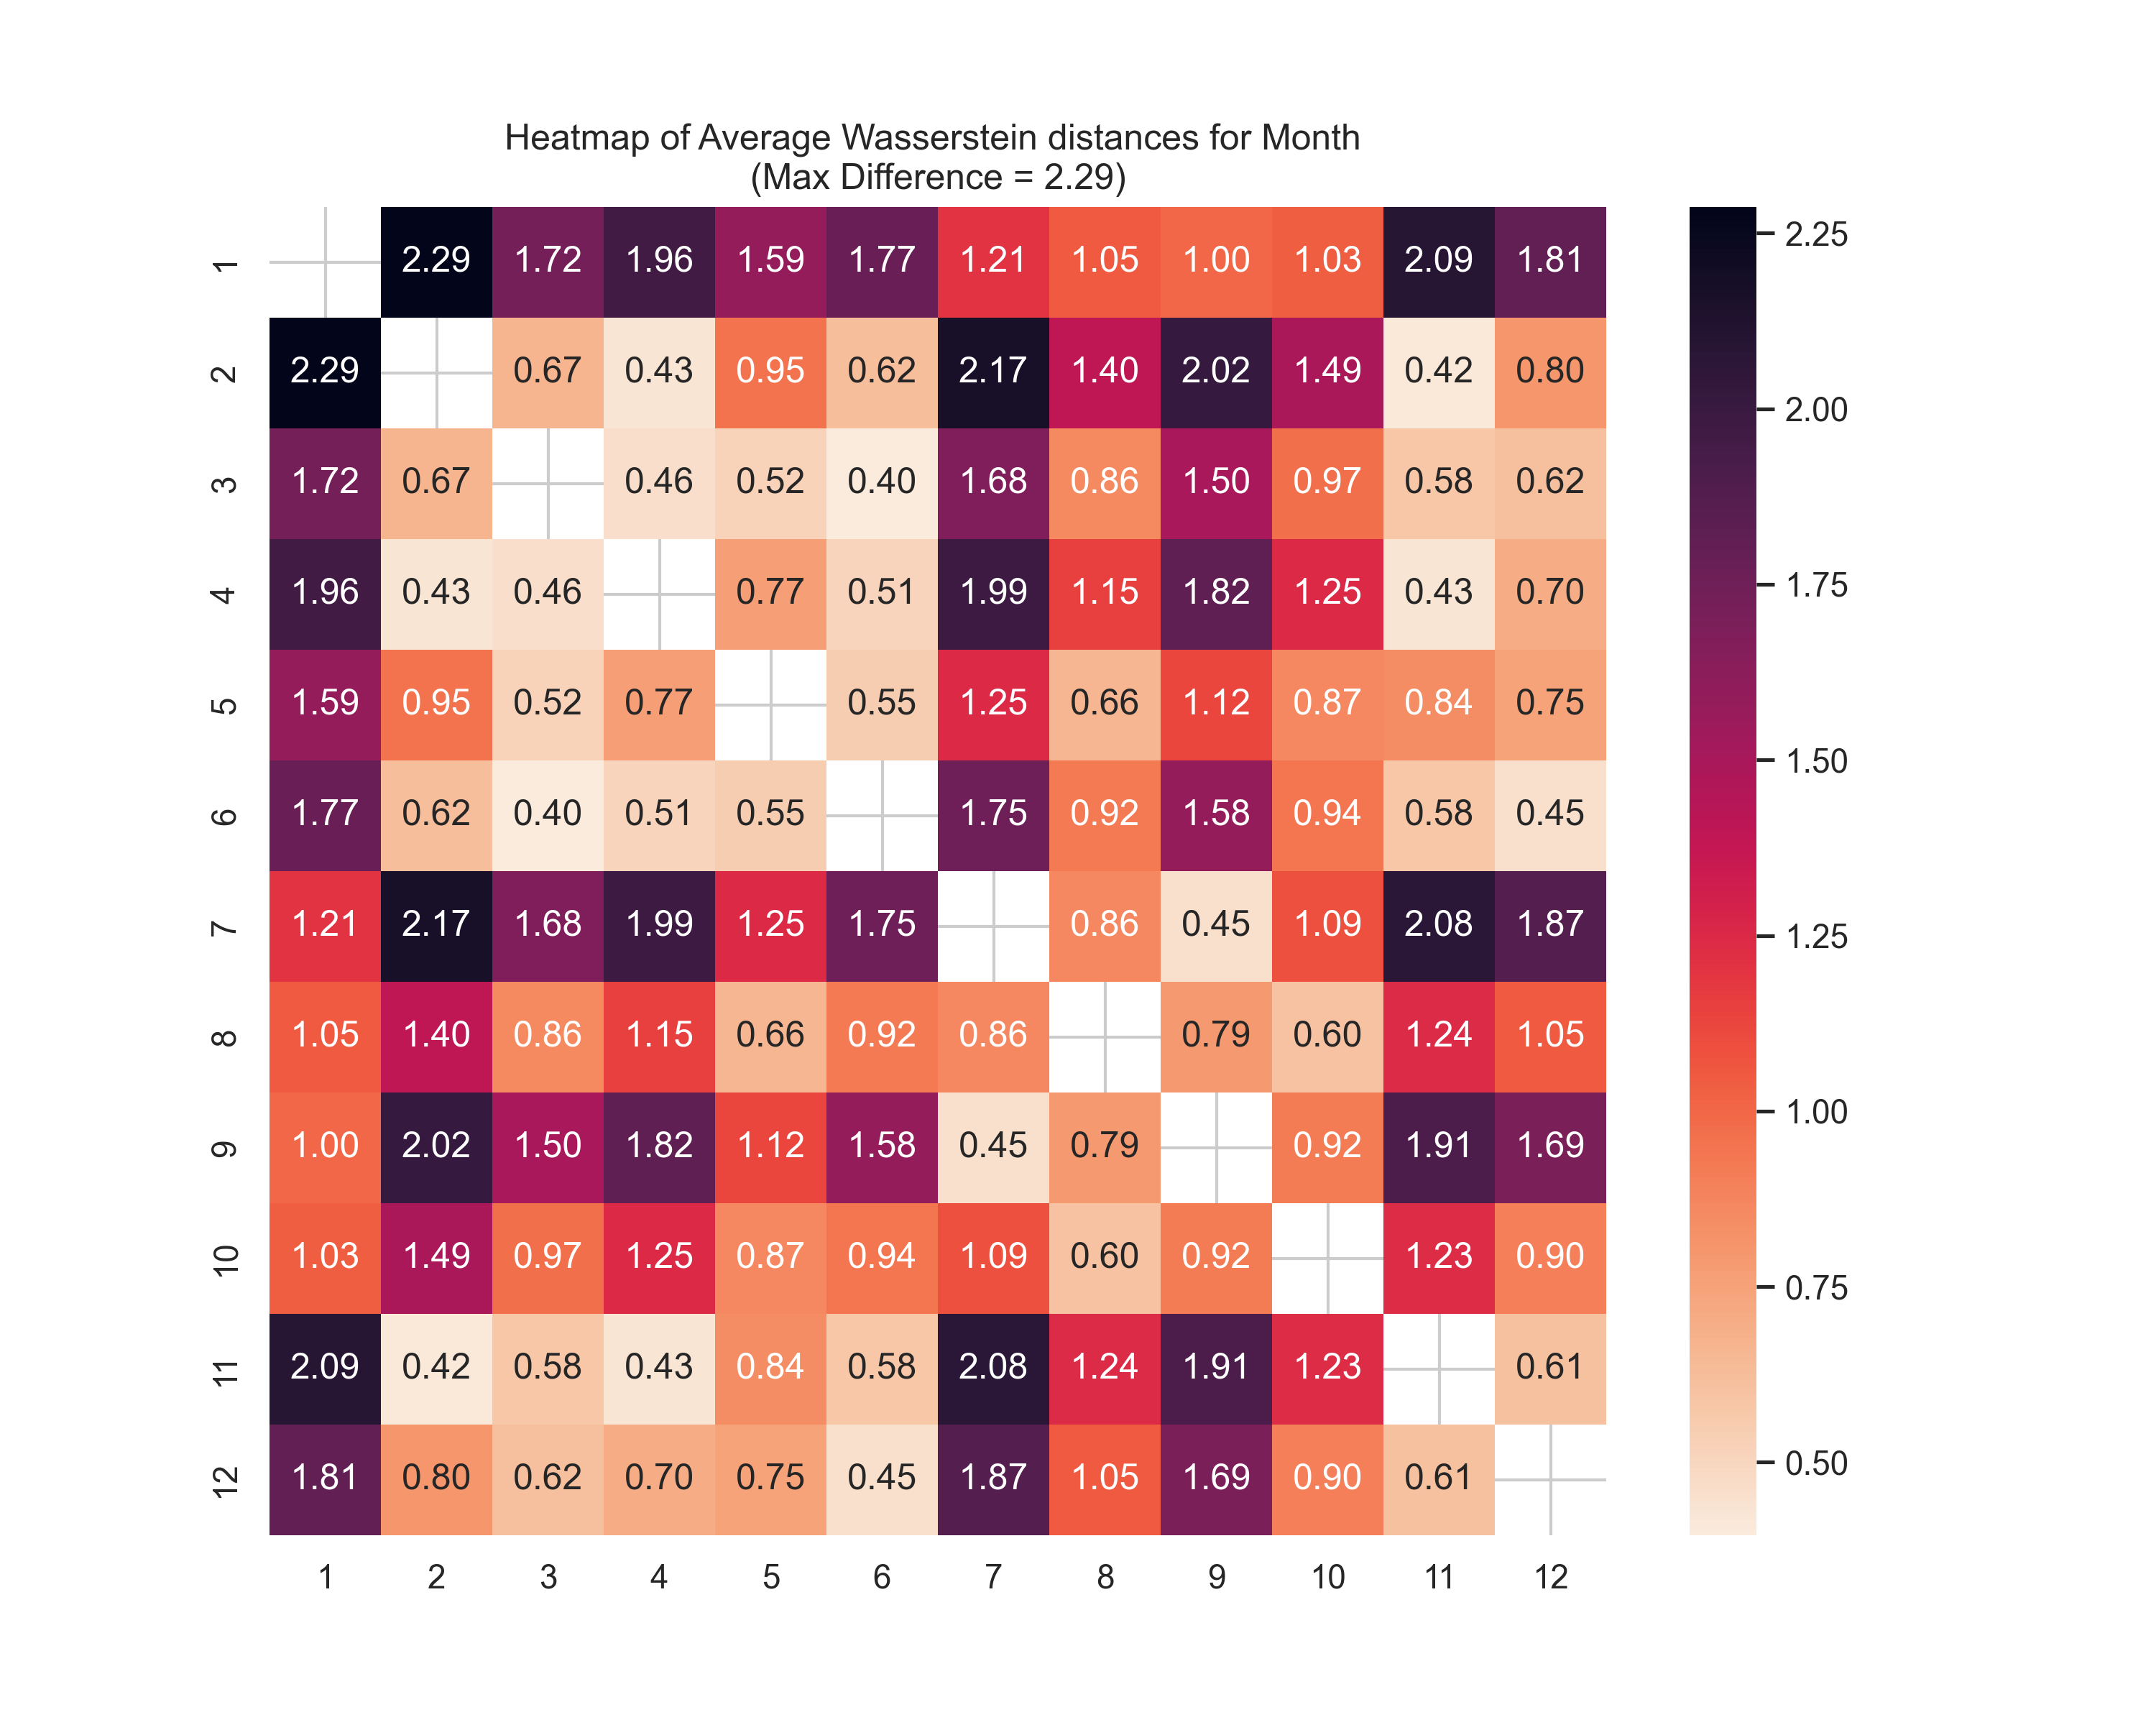 Heatmap of Average Wasserstein distances for Month
(Max Difference = 2.29)
1 2.29 1.72 1.96 1.59 1.77 1.21 1.05 1.00 1.03 2.09 1.81
2 2.29 0.67 0.43 0.95 0.62 2.17 1.40 2.02 1.49 0.42 0.80
3 1.72 0.67 0.46 0.52 0.40 1.68 0.86 1.50 0.97 0.58 0.62
4 1.96 0.43 0.46 0.77 0.51 1.99 1.15 1.82 1.25 0.43 0.70
5 1.59 0.95 0.52 0.77 0.55 1.25 0.66 1.12 0.87 0.84 0.75
6 1.77 0.62 0.40 0.51 0.55 1.75 0.92 1.58 0.94 0.58 0.45
7 1.21 2.17 1.68 1.99 1.25 1.75 0.86 0.45 1.09 2.08 1.87
8 1.05 1.40 0.86 1.15 0.66 0.92 0.86 0.79 0.60 1.24 1.05
9 1.00 2.02 1.50 1.82 1.12 1.58 0.45 0.79 0.92 1.91 1.69
10 1.03 1.49 0.97 1.25 0.87 0.94 1.09 0.60 0.92 1.23 0.90
11 2.09 0.42 0.58 0.43 0.84 0.58 2.08 1.24 1.91 1.23 0.61
12 1.81 0.80 0.62 0.70 0.75 0.45 1.87 1.05 1.69 0.90 0.61
1 2 3 4 5 6 7 8 9 10 11 12
2.25
2.00
1.75
1.50
1.25
1.00
0.75
0.50